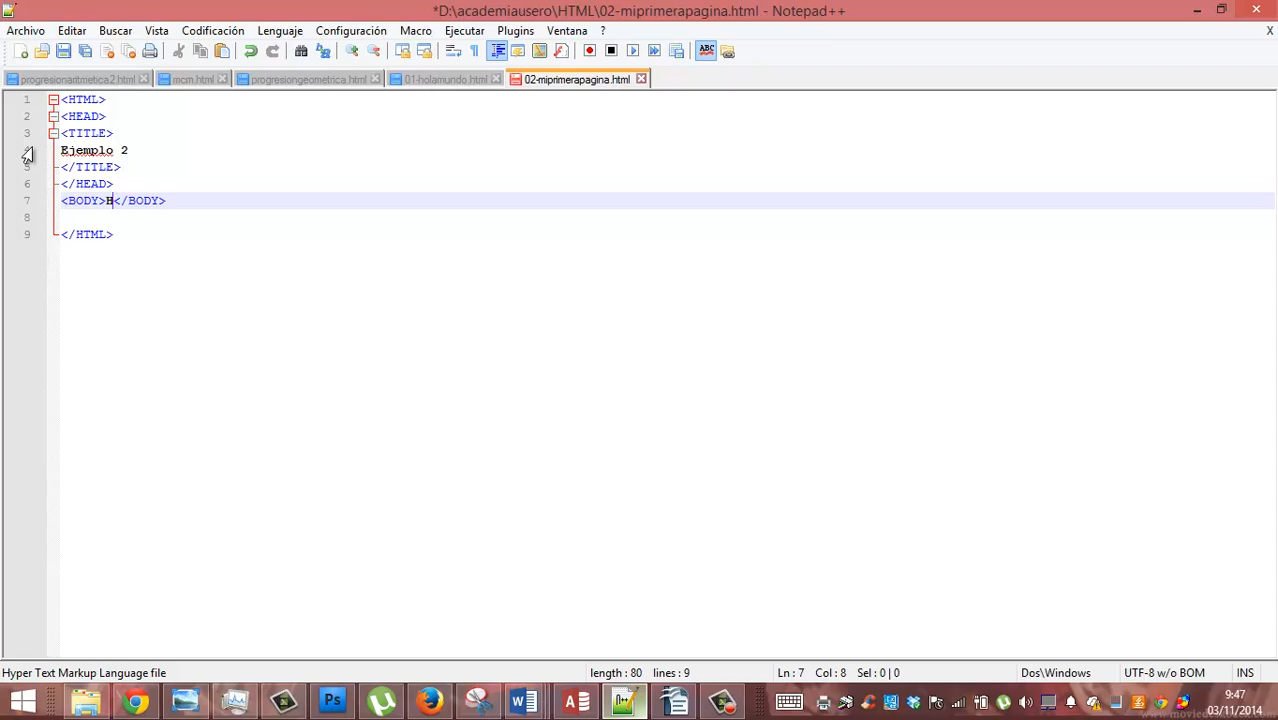 *D:\academiausero\HTML\02-miprimerapagina.html - Notepad++
Archivo Editar Buscar Vista Codificación Lenguaje Configuración Macro Ejecutar Plugins Ventana ? X
progresionaritmetica2.html mcm.html progresiongeometrica.html 01-holamundo.html 02-miprimerapagina.html
1 <HTML>
2 <HEAD>
3 <TITLE>
Ejemplo 2
5 </TITLE>
6 </HEAD>
7 <BODY>H</BODY>
8
9 </HTML>
Hyper Text Markup Language file length : 80 lines : 9 Ln : 7 Col : 8 Sel : 0 | 0 Dos\Windows UTF-8 w/o BOM INS
9:47
03/11/2014